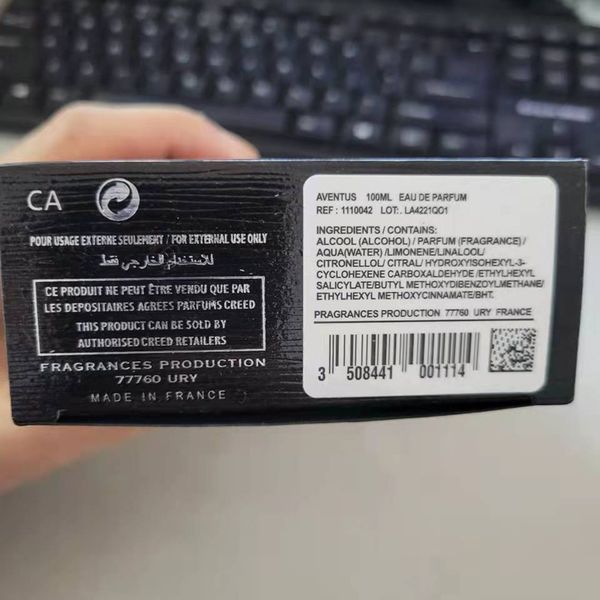 CA
POUR USAGE EXTERNE SEULEMENT / FOR EXTERNAL USE ONLY
للاستخدام الخارجي فقط
CE PRODUIT NE PEUT ÊTRE VENDU QUE PAR
LES DEPOSITAIRES AGREES PARFUMS CREED
THIS PRODUCT CAN BE SOLD BY
AUTHORISED CREED RETAILERS
FRAGRANCES PRODUCTION
77760 URY
MADE IN FRANCE
AVENTUS 100ML EAU DE PARFUM
REF : 1110042 LOT: LA4221QO1
INGREDIENTS / CONTAINS:
ALCOOL (ALCOHOL) / PARFUM (FRAGRANCE) /
AQUA(WATER) /LIMONENE/LINALOOL/
CITRONELLOL/ CITRAL/ HYDROXYISOHEXYL-3-
CYCLOHEXENE CARBOXALDEHYDE /ETHYLHEXYL
SALICYLATE/BUTYL METHOXYDIBENZOYLMETHANE/
ETHYLHEXYL METHOXYCINNAMATE/BHT.
FRAGRANCES PRODUCTION 77760 URY FRANCE
3 508441 001114